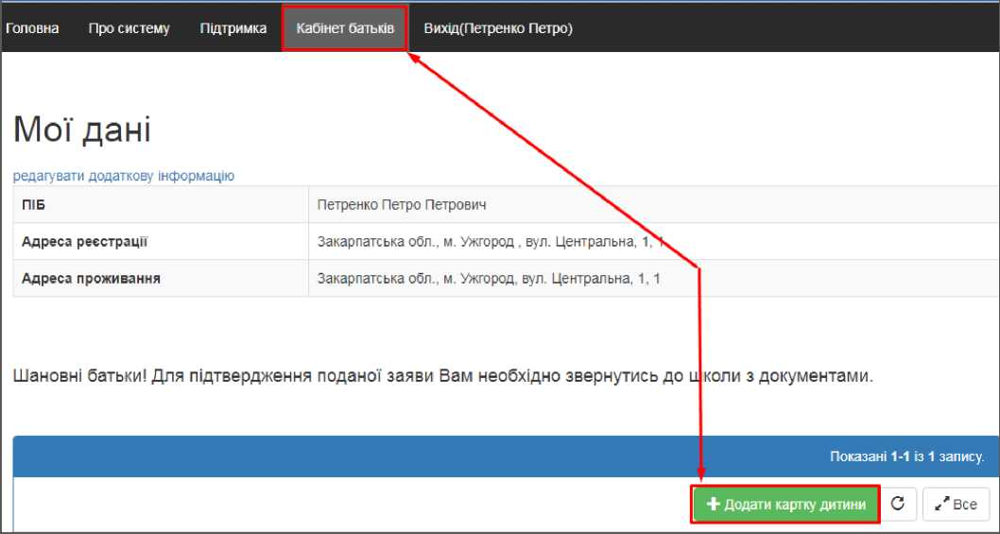 Головна Про систему Підтримка Кабінет батьків Вихід(Петренко Петро)
Мої дані
редагувати додаткову інформацію
ПІБ Петренко Петро Петрович
Адреса реєстрації Закарпатська обл., м. Ужгород , вул. Центральна, 1, 1
Адреса проживання Закарпатська обл., м. Ужгород, вул. Центральна, 1, 1
Шановні батьки! Для підтвердження поданої заяви Вам необхідно звернутись до школи з документами.
Показані 1-1 із 1 запису.
Додати картку дитини Все